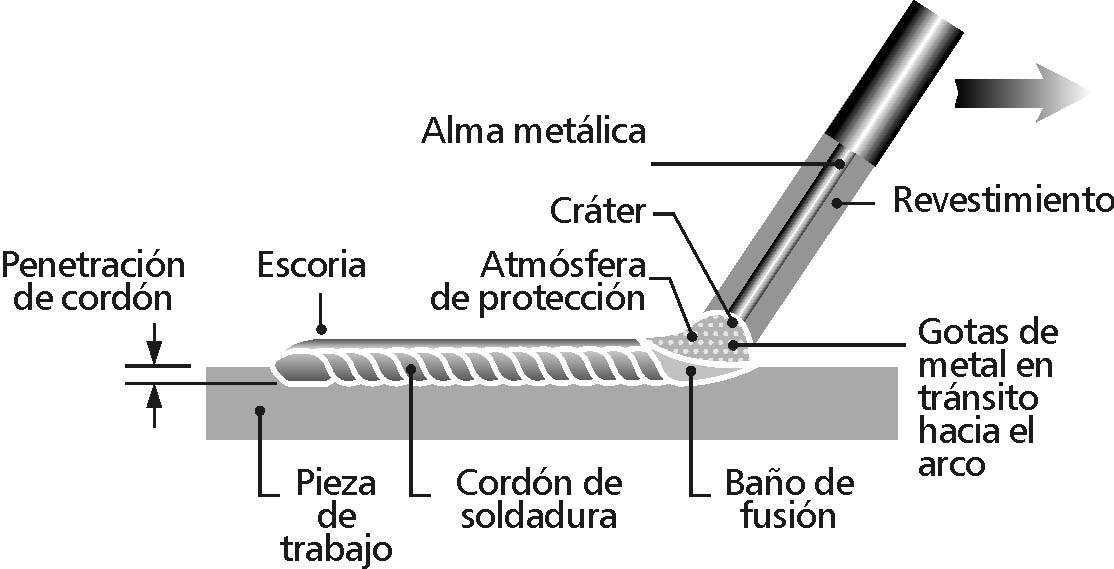 Alma metálica
Revestimiento
Cráter
Penetración
de cordón
Escoria
Atmósfera
de protección
Gotas de
metal en
tránsito
hacia el
arco
Pieza
de
trabajo
Cordón de
soldadura
Baño de
fusión